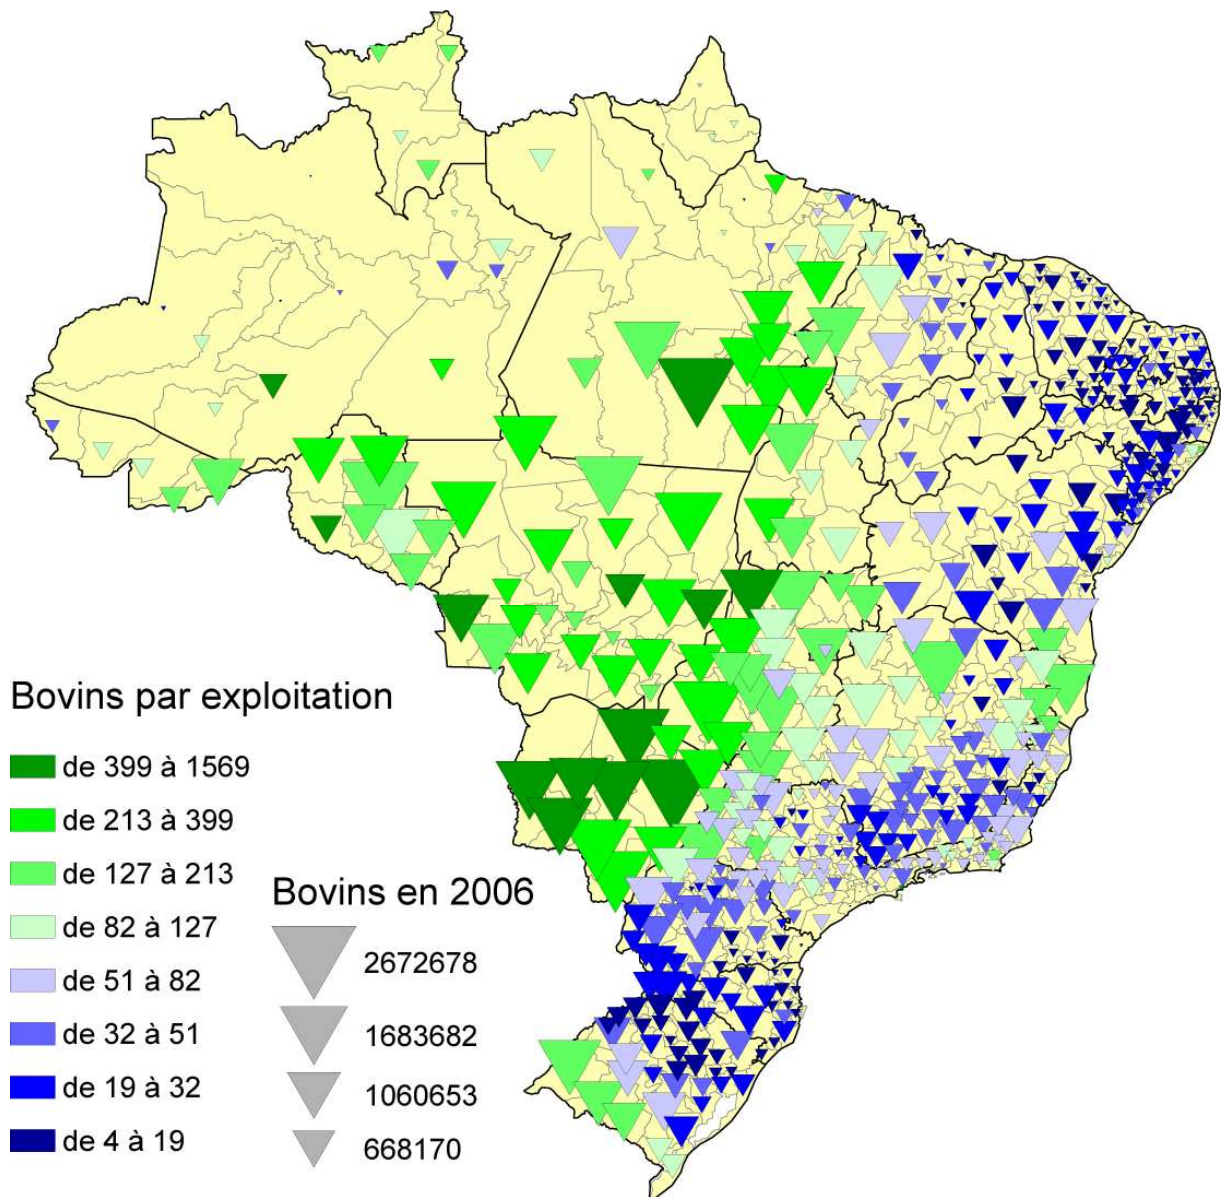 Bovins par exploitation
de 399 à 1569
de 213 à 399
de 127 à 213
de 82 à 127
de 51 à 82
de 32 à 51
de 19 à 32
de 4 à 19
Bovins en 2006
2672678
1683682
1060653
668170